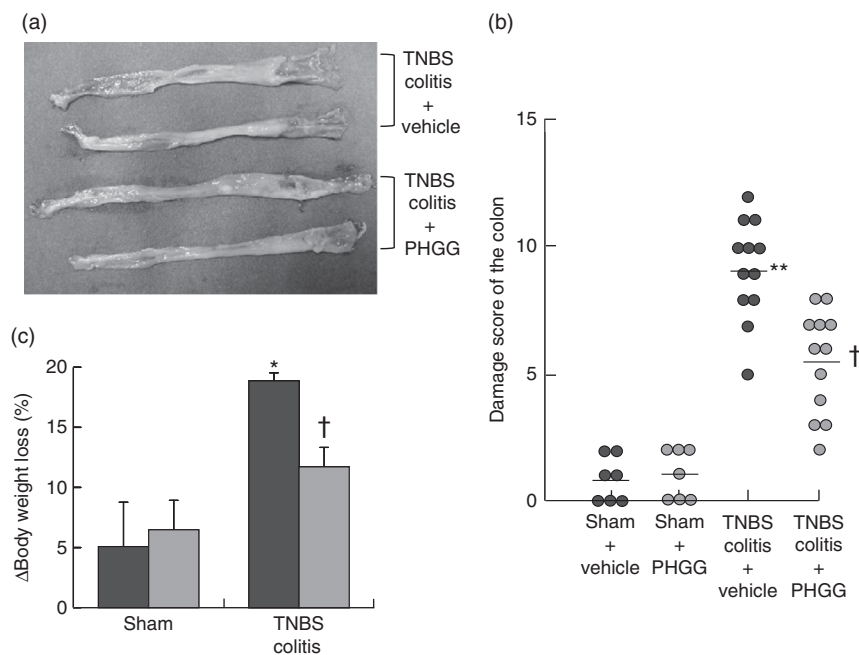 (a)
TNBS
colitis
+
vehicle
TNBS
colitis
+
PHGG
(b)
Damage score of the colon
15
10
5
0
**
†
Sham
+
vehicle
Sham
+
PHGG
TNBS
colitis
+
vehicle
TNBS
colitis
+
PHGG
(c)
ΔBody weight loss (%)
20
15
10
5
0
*
†
Sham
TNBS
colitis